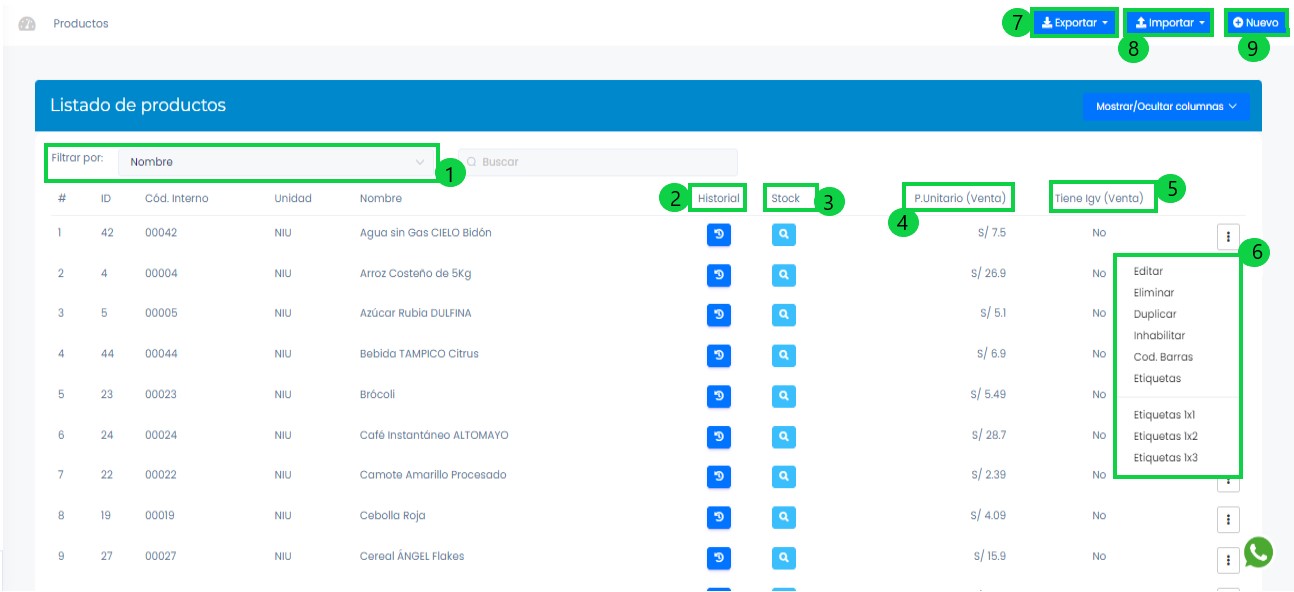 Productos
7 Exportar
Importar
Nuevo
8
9
Listado de productos
Mostrar/Ocultar columnas
Filtrar por: Nombre
1
Buscar
# ID Cód. Interno Unidad Nombre 2 Historial Stock 3 4 P.Unitario (Venta) Tiene Igv (Venta) 5
1 42 00042 NIU Agua sin Gas CIELO Bidón S/ 7.5 No
2 4 00004 NIU Arroz Costeño de 5Kg S/ 26.9 No
3 5 00005 NIU Azúcar Rubia DULFINA S/ 5.1 No
4 44 00044 NIU Bebida TAMPICO Citrus S/ 6.9 No
5 23 00023 NIU Brócoli S/ 5.49 No
6 24 00024 NIU Café Instantáneo ALTOMAYO S/ 28.7 No
7 22 00022 NIU Camote Amarillo Procesado S/ 2.39 No
8 19 00019 NIU Cebolla Roja S/ 4.09 No
9 27 00027 NIU Cereal ÁNGEL Flakes S/ 15.9 No
6
Editar
Eliminar
Duplicar
Inhabilitar
Cod. Barras
Etiquetas
Etiquetas 1x1
Etiquetas 1x2
Etiquetas 1x3